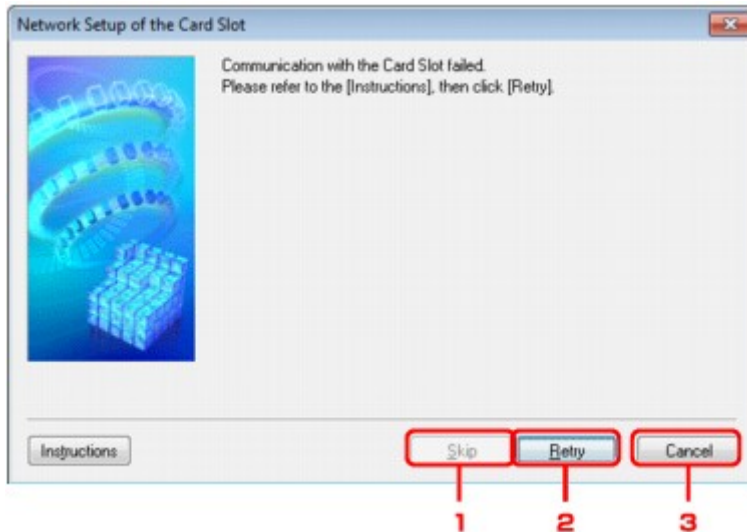 Network Setup of the Card Slot
Communication with the Card Slot failed.
Please refer to the [Instructions], then click [Retry].
Instructions Skip Retry Cancel
1 2 3